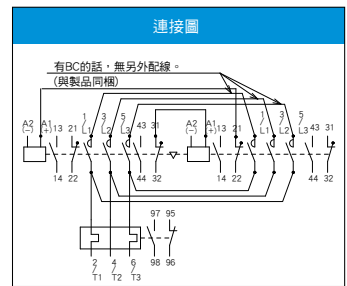 連接圖
有BC的話，無另外配線。
(與製品同梱)
A2 A1 13 21 1 3 5 43 31 A2 A1 13 21 1 3 5 43 31
(−) (+) L1 L2 L3 (−) (+) L1 L2 L3
14 22 44 32 14 22 44 32
97 95
2 4 6 98 96
T1 T2 T3